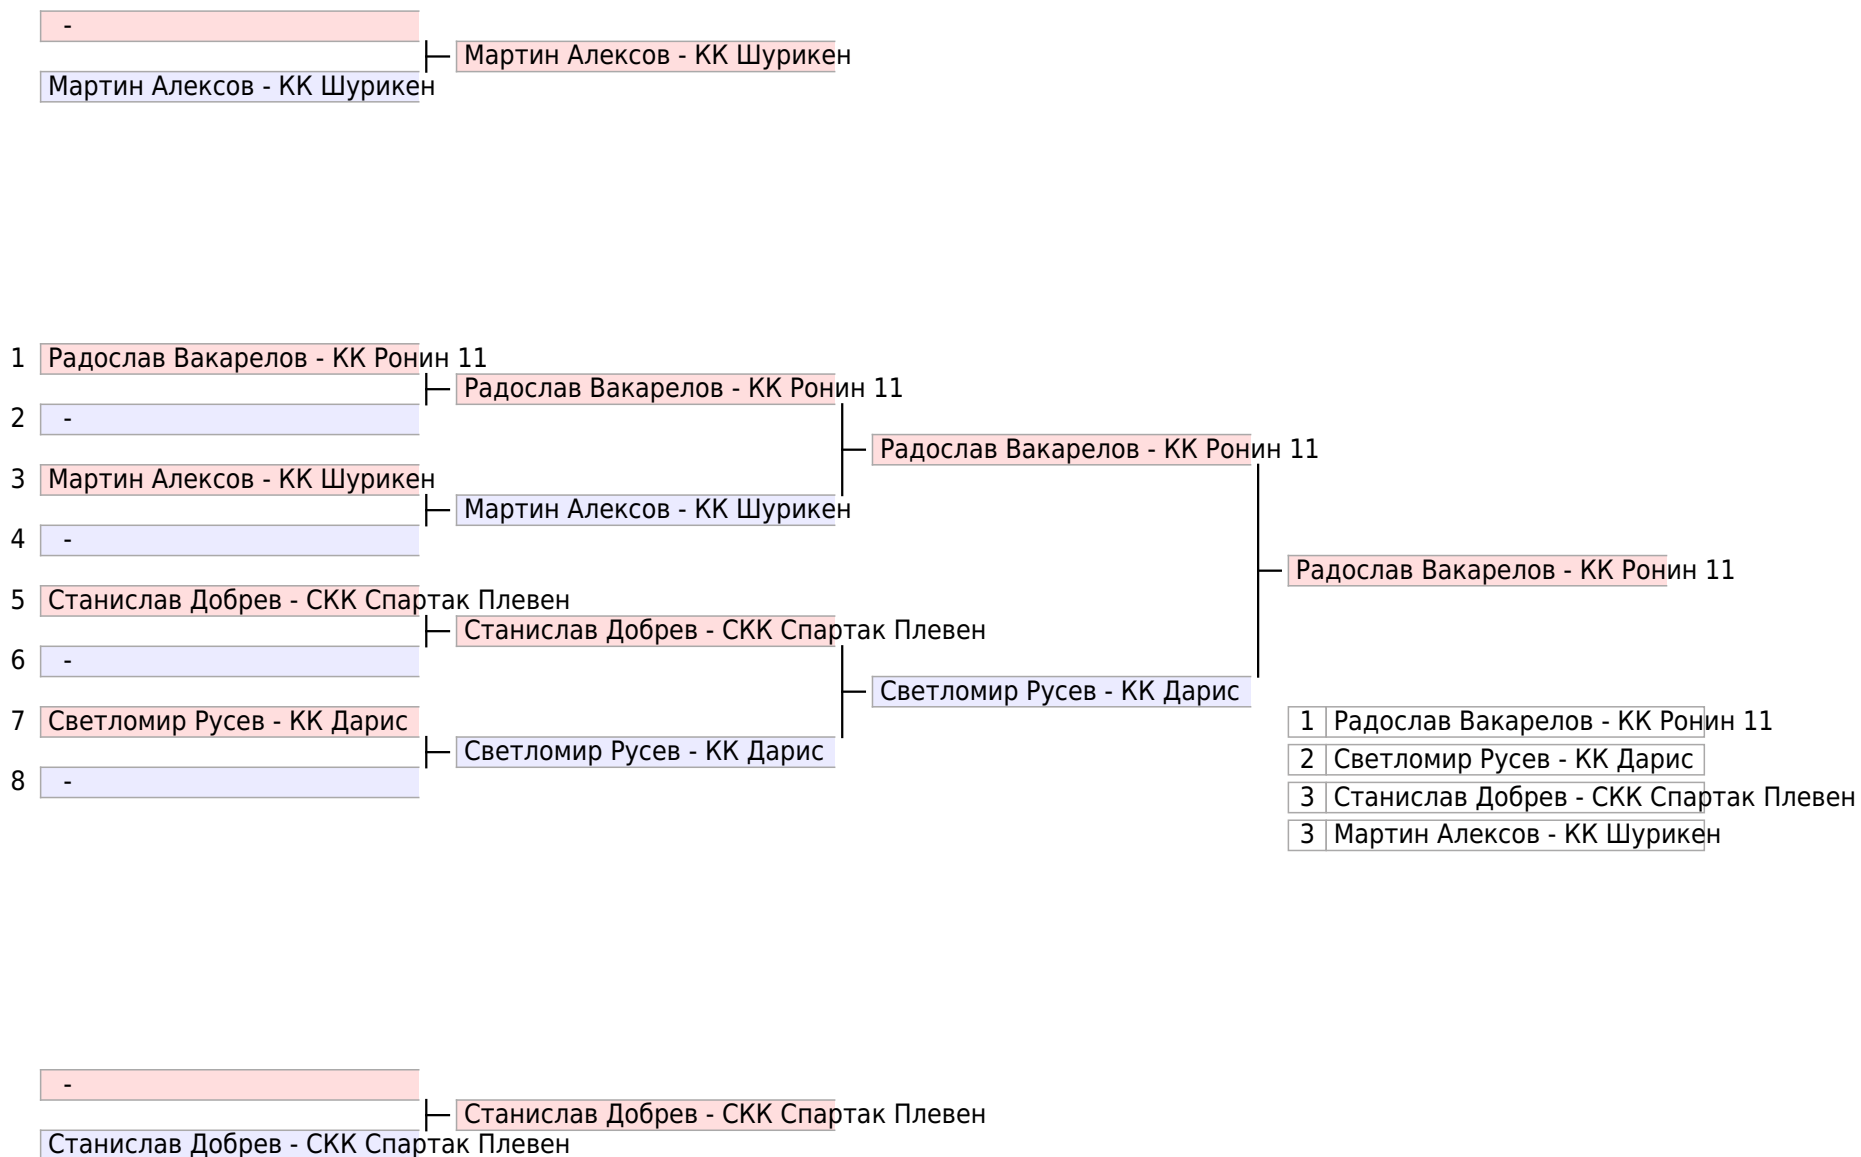 -
Мартин Алексов - КК Шурикен
Мартин Алексов - КК Шурикен
1 Радослав Вакарелов - КК Ронин 11
Радослав Вакарелов - КК Ронин 11
2 -
Радослав Вакарелов - КК Ронин 11
3 Мартин Алексов - КК Шурикен
Мартин Алексов - КК Шурикен
4 -
Радослав Вакарелов - КК Ронин 11
5 Станислав Добрев - СКК Спартак Плевен
Станислав Добрев - СКК Спартак Плевен
6 -
Светломир Русев - КК Дарис
7 Светломир Русев - КК Дарис
1 Радослав Вакарелов - КК Ронин 11
Светломир Русев - КК Дарис
2 Светломир Русев - КК Дарис
8 -
3 Станислав Добрев - СКК Спартак Плевен
3 Мартин Алексов - КК Шурикен
-
Станислав Добрев - СКК Спартак Плевен
Станислав Добрев - СКК Спартак Плевен